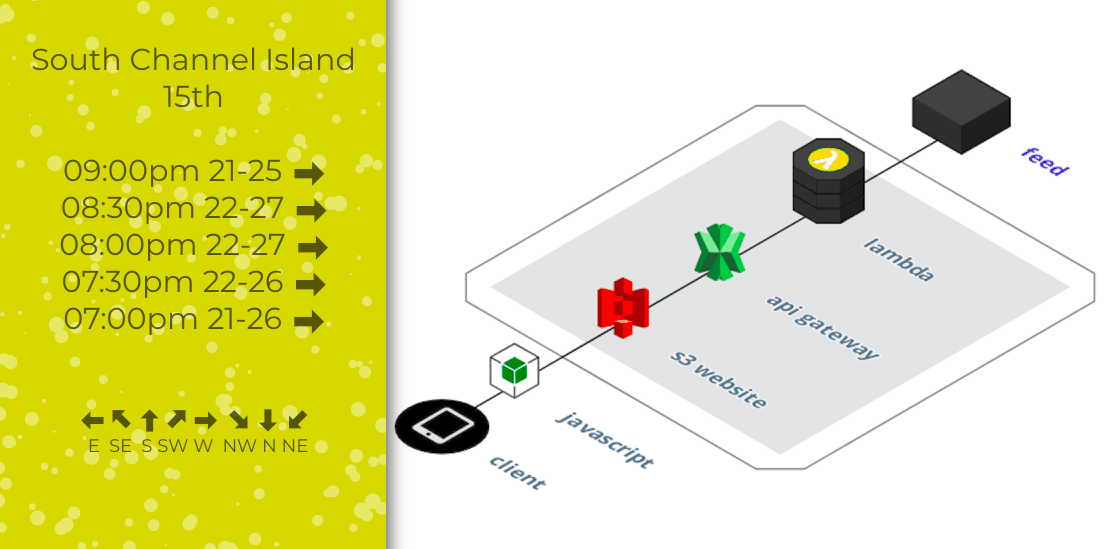 South Channel Island
15th
09:00pm 21-25 ➡
08:30pm 22-27 ➡
08:00pm 22-27 ➡
07:30pm 22-26 ➡
07:00pm 21-26 ➡
⬅ ⬉ ⬆ ⬈ ➡ ⬊ ⬇ ⬋
E SE S SW W NW N NE
feed
λ
lambda
api gateway
s3 website
javascript
client